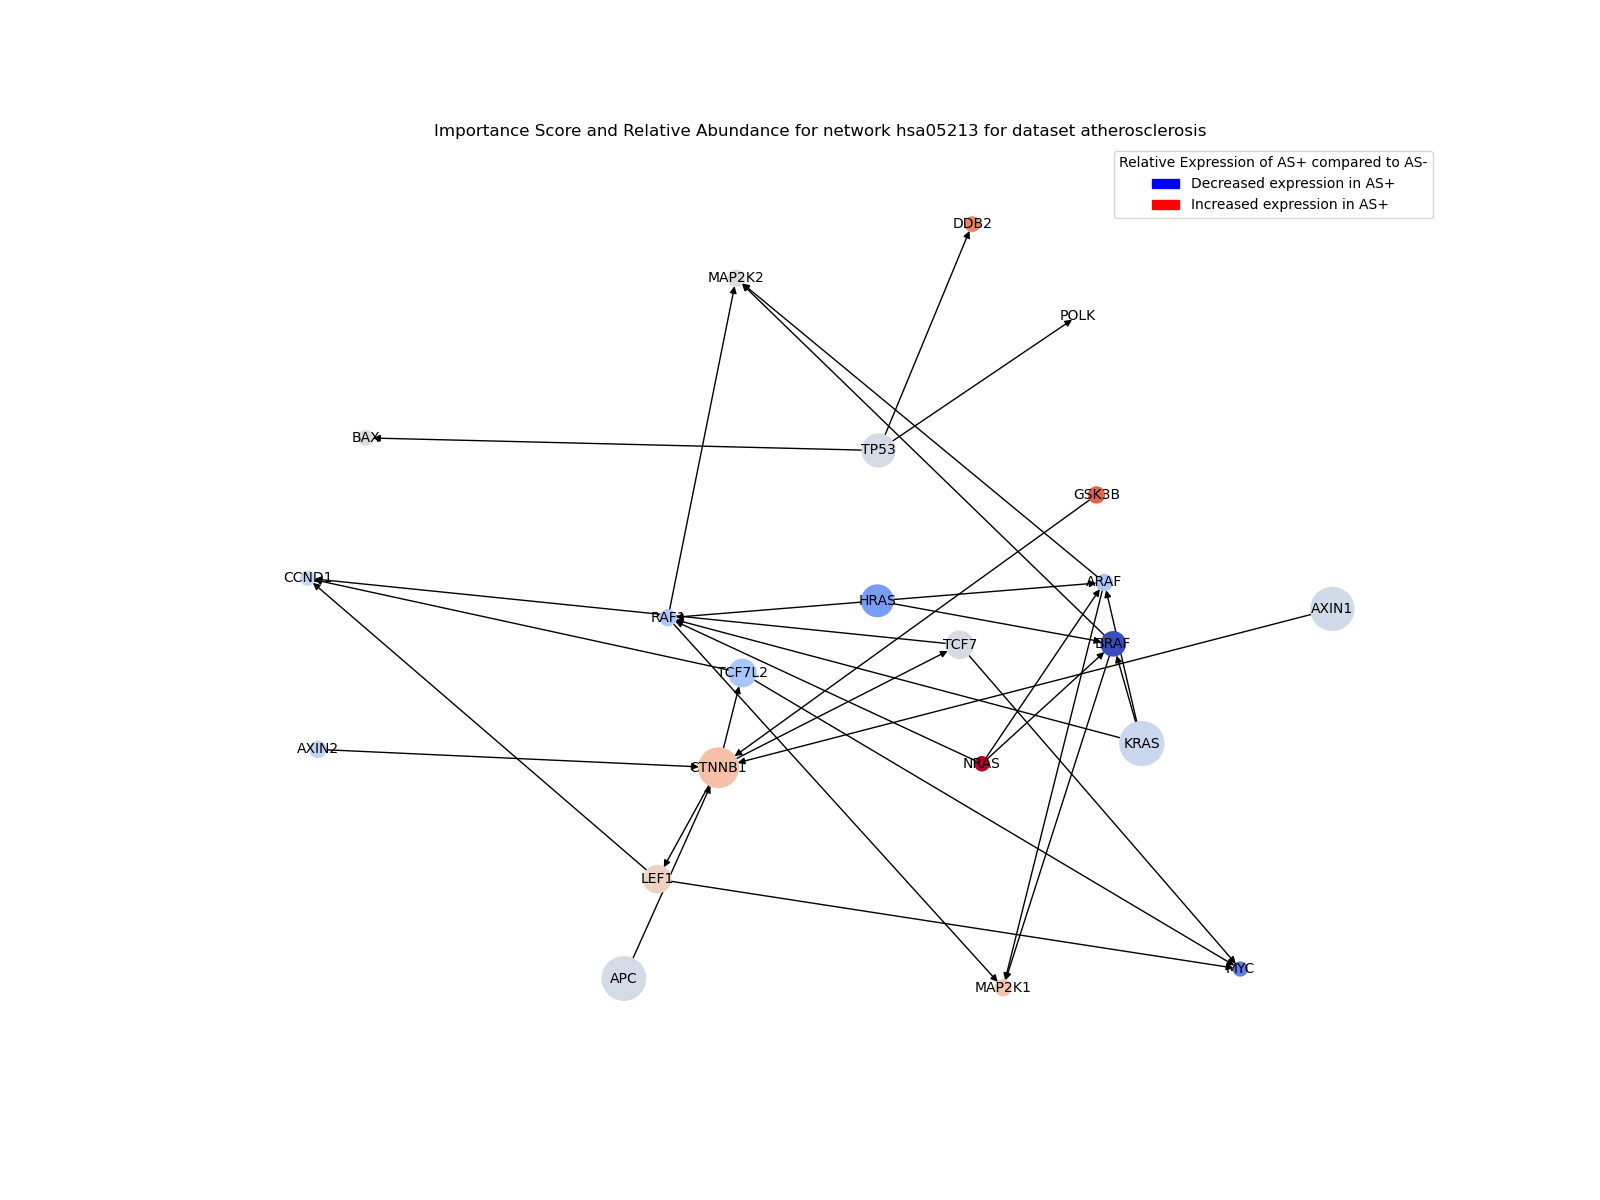 Importance Score and Relative Abundance for network hsa05213 for dataset atherosclerosis
Relative Expression of AS+ compared to AS-
Decreased expression in AS+
Increased expression in AS+
DDB2
MAP2K2
POLK
BAX
TP53
GSK3B
CCND1
ARAF
HRAS
AXIN1
RAF1
BRAF
TCF7
TCF7L2
KRAS
AXIN2
NRAS
CTNNB1
LEF1
MYC
APC
MAP2K1